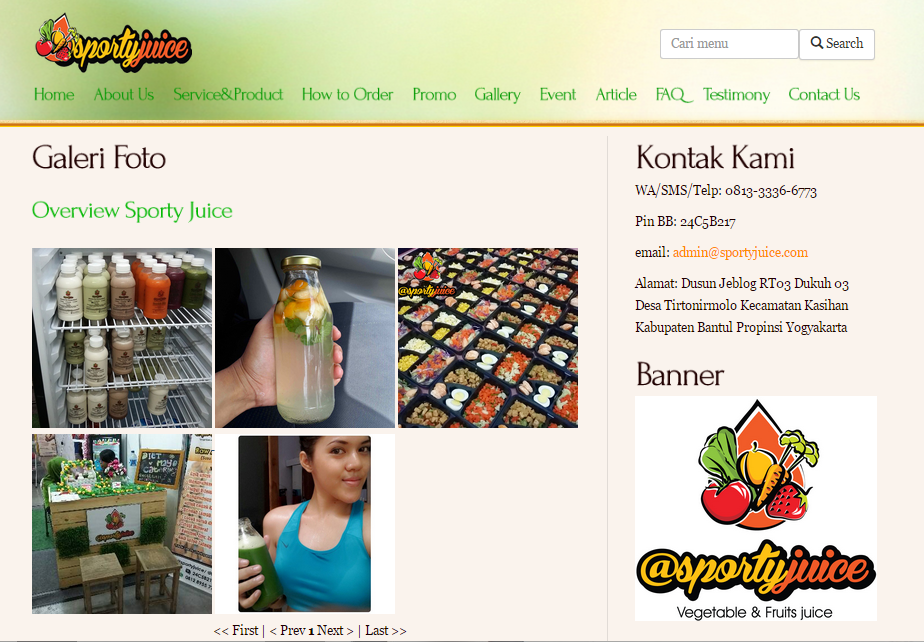 @sportyjuice
Cari menu
Search
Home About Us Service&Product How to Order Promo Gallery Event Article FAQ Testimony Contact Us
Galeri Foto
Overview Sporty Juice
@sportyjuice
DIET
MAYO
@sportyjuice
<< First | < Prev 1 Next > | Last >>
Kontak Kami
WA/SMS/Telp: 0813-3336-6773
Pin BB: 24C5B217
email: admin@sportyjuice.com
Alamat: Dusun Jeblog RT03 Dukuh 03
Desa Tirtonirmolo Kecamatan Kasihan
Kabupaten Bantul Propinsi Yogyakarta
Banner
@sportyjuice
Vegetable & Fruits juice